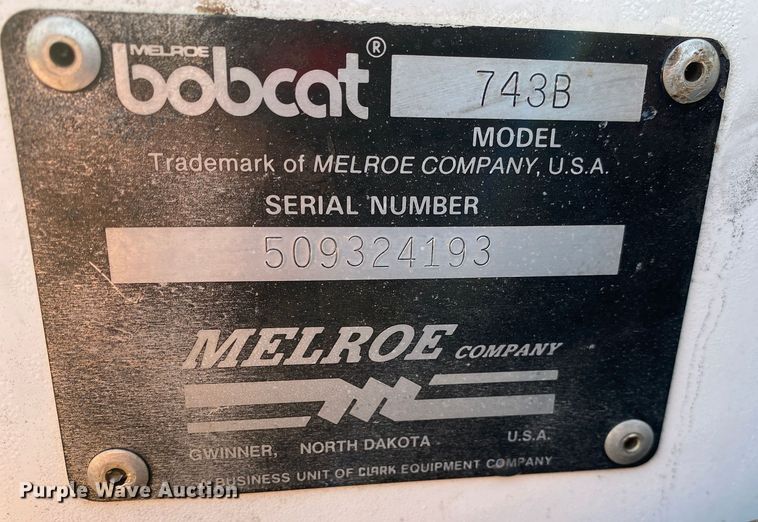 MELROE
bobcat® 743B
MODEL
Trademark of MELROE COMPANY, U.S.A.
SERIAL NUMBER
509324193
MELROE COMPANY
GWINNER, NORTH DAKOTA U.S.A.
BUSINESS UNIT OF CLARK EQUIPMENT COMPANY
Purple Wave Auction